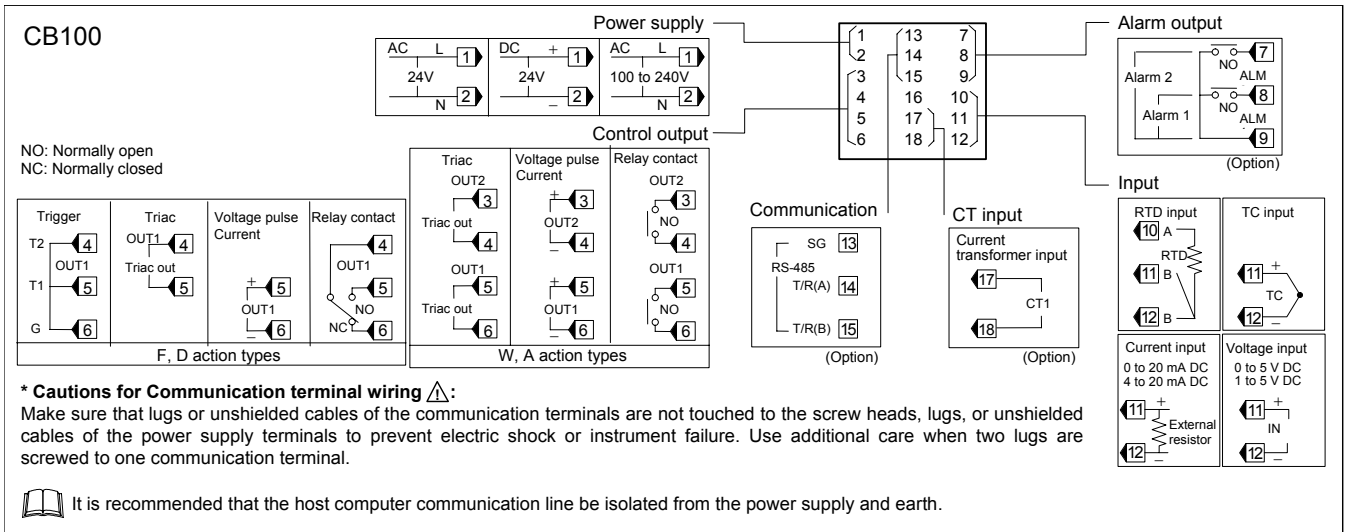 CB100
Power supply
AC L 1
24V
N 2
DC + 1
24V
– 2
AC L 1
100 to 240V
N 2
1 13 7
2 14 8
3 15 9
4 16 10
5 17 11
6 18 12
Alarm output
Alarm 2
NO
7
ALM
Alarm 1
NO
8
ALM
9
(Option)
NO: Normally open
NC: Normally closed
Control output
Trigger
T2 4
OUT1
T1 5
G 6
Triac
OUT1 4
Triac out
5
Voltage pulse
Current
+ 5
OUT1
– 6
Relay contact
4
OUT1
5
NO
NC 6
F, D action types
Triac
OUT2
3
Triac out
4
OUT1
5
Triac out
6
Voltage pulse
Current
+ 3
OUT2
– 4
+ 5
OUT1
– 6
Relay contact
OUT2
3
NO
4
OUT1
5
NO
6
W, A action types
Communication
SG 13
RS-485
T/R(A) 14
T/R(B) 15
(Option)
CT input
Current
transformer input
17
CT1
18
(Option)
Input
RTD input
10 A
RTD
11 B
12 B
TC input
11 +
TC
12 –
Current input
0 to 20 mA DC
4 to 20 mA DC
11 +
External
resistor
12 –
Voltage input
0 to 5 V DC
1 to 5 V DC
11 +
IN
12 –
* Cautions for Communication terminal wiring ⚠:
Make sure that lugs or unshielded cables of the communication terminals are not touched to the screw heads, lugs, or unshielded
cables of the power supply terminals to prevent electric shock or instrument failure. Use additional care when two lugs are
screwed to one communication terminal.
It is recommended that the host computer communication line be isolated from the power supply and earth.